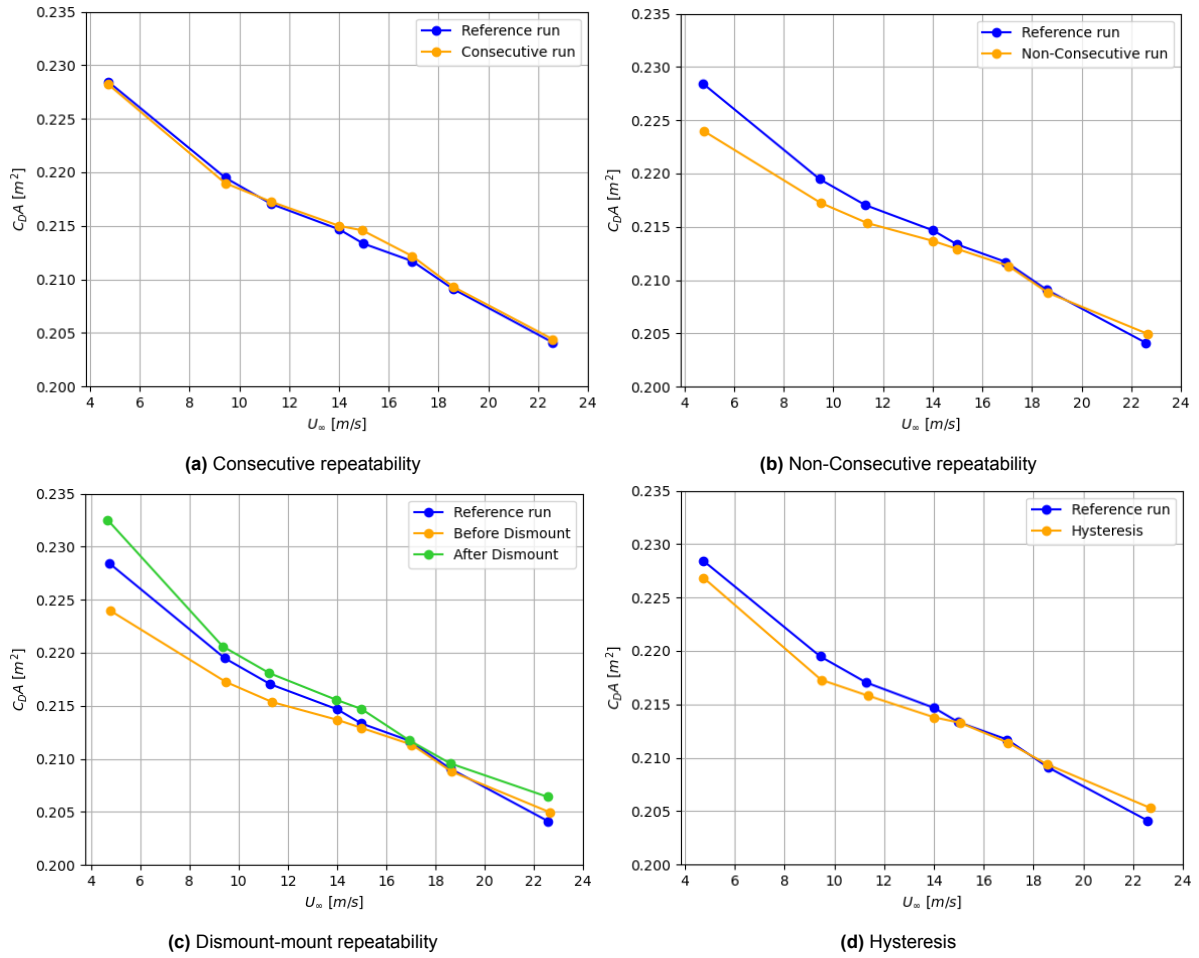 0.235
0.230
0.225
0.220
0.215
0.210
0.205
0.200
C_DA [m²]
Reference run
Consecutive run
4 6 8 10 12 14 16 18 20 22 24
U∞ [m/s]
(a) Consecutive repeatability
0.235
0.230
0.225
0.220
0.215
0.210
0.205
0.200
C_DA [m²]
Reference run
Non-Consecutive run
4 6 8 10 12 14 16 18 20 22 24
U∞ [m/s]
(b) Non-Consecutive repeatability
0.235
0.230
0.225
0.220
0.215
0.210
0.205
0.200
C_DA [m²]
Reference run
Before Dismount
After Dismount
4 6 8 10 12 14 16 18 20 22 24
U∞ [m/s]
(c) Dismount-mount repeatability
0.235
0.230
0.225
0.220
0.215
0.210
0.205
0.200
C_DA [m²]
Reference run
Hysteresis
4 6 8 10 12 14 16 18 20 22 24
U∞ [m/s]
(d) Hysteresis